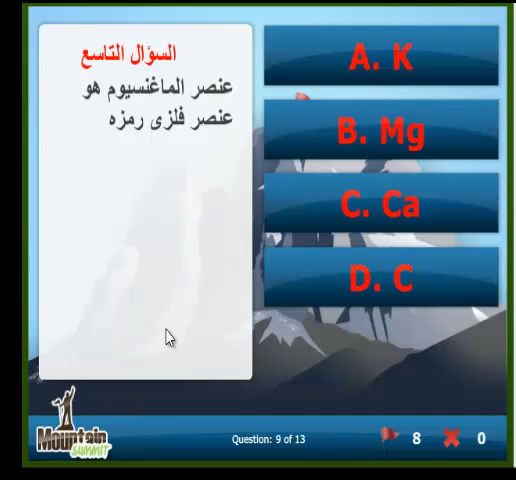 السؤال التاسع
عنصر الماغنسيوم هو
عنصر فلزى رمزه
A. K
B. Mg
C. Ca
D. C
Mountain
summit
Question: 9 of 13
8
0